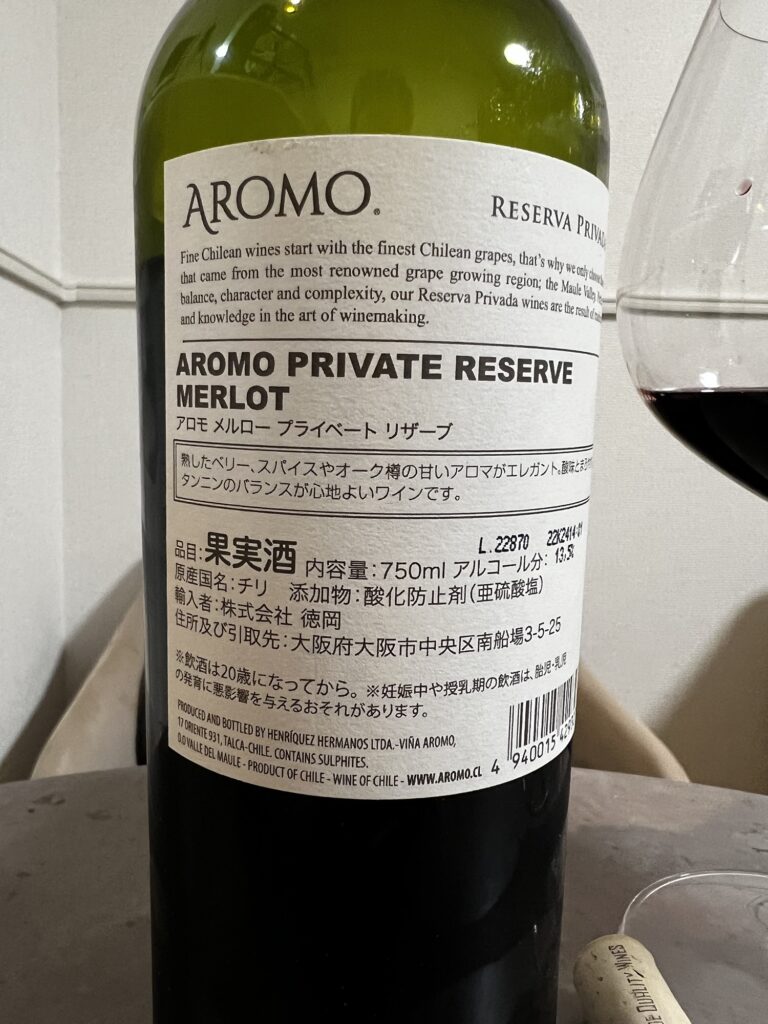 AROMO.
RESERVA PRIVADA
Fine Chilean wines start with the finest Chilean grapes, that's why we only
that came from the most renowned grape growing region; the Maule Valley.
balance, character and complexity, our Reserva Privada wines are the result of
and knowledge in the art of winemaking.
AROMO PRIVATE RESERVE
MERLOT
アロモ メルロー プライベート リザーブ
熟したベリー、スパイスやオーク樽の甘いアロマがエレガント。酸味と
タンニンのバランスが心地よいワインです。
L.22870 22K2414-01
品目:果実酒 内容量:750ml アルコール分: 13,5%
原産国名:チリ 添加物:酸化防止剤(亜硫酸塩)
輸入者:株式会社 徳岡
住所及び引取先:大阪府大阪市中央区南船場3-5-25
※飲酒は20歳になってから。※妊娠中や授乳期の飲酒は、胎児・乳児
の発育に悪影響を与えるおそれがあります。
PRODUCED AND BOTTLED BY HENRÍQUEZ HERMANOS LTDA.-VIÑA AROMO,
17 ORIENTE 931, TALCA-CHILE. CONTAINS SULPHITES.
D.O VALLE DEL MAULE - PRODUCT OF CHILE - WINE OF CHILE - WWW.AROMO.CL
4 940015
QUALITY WINES